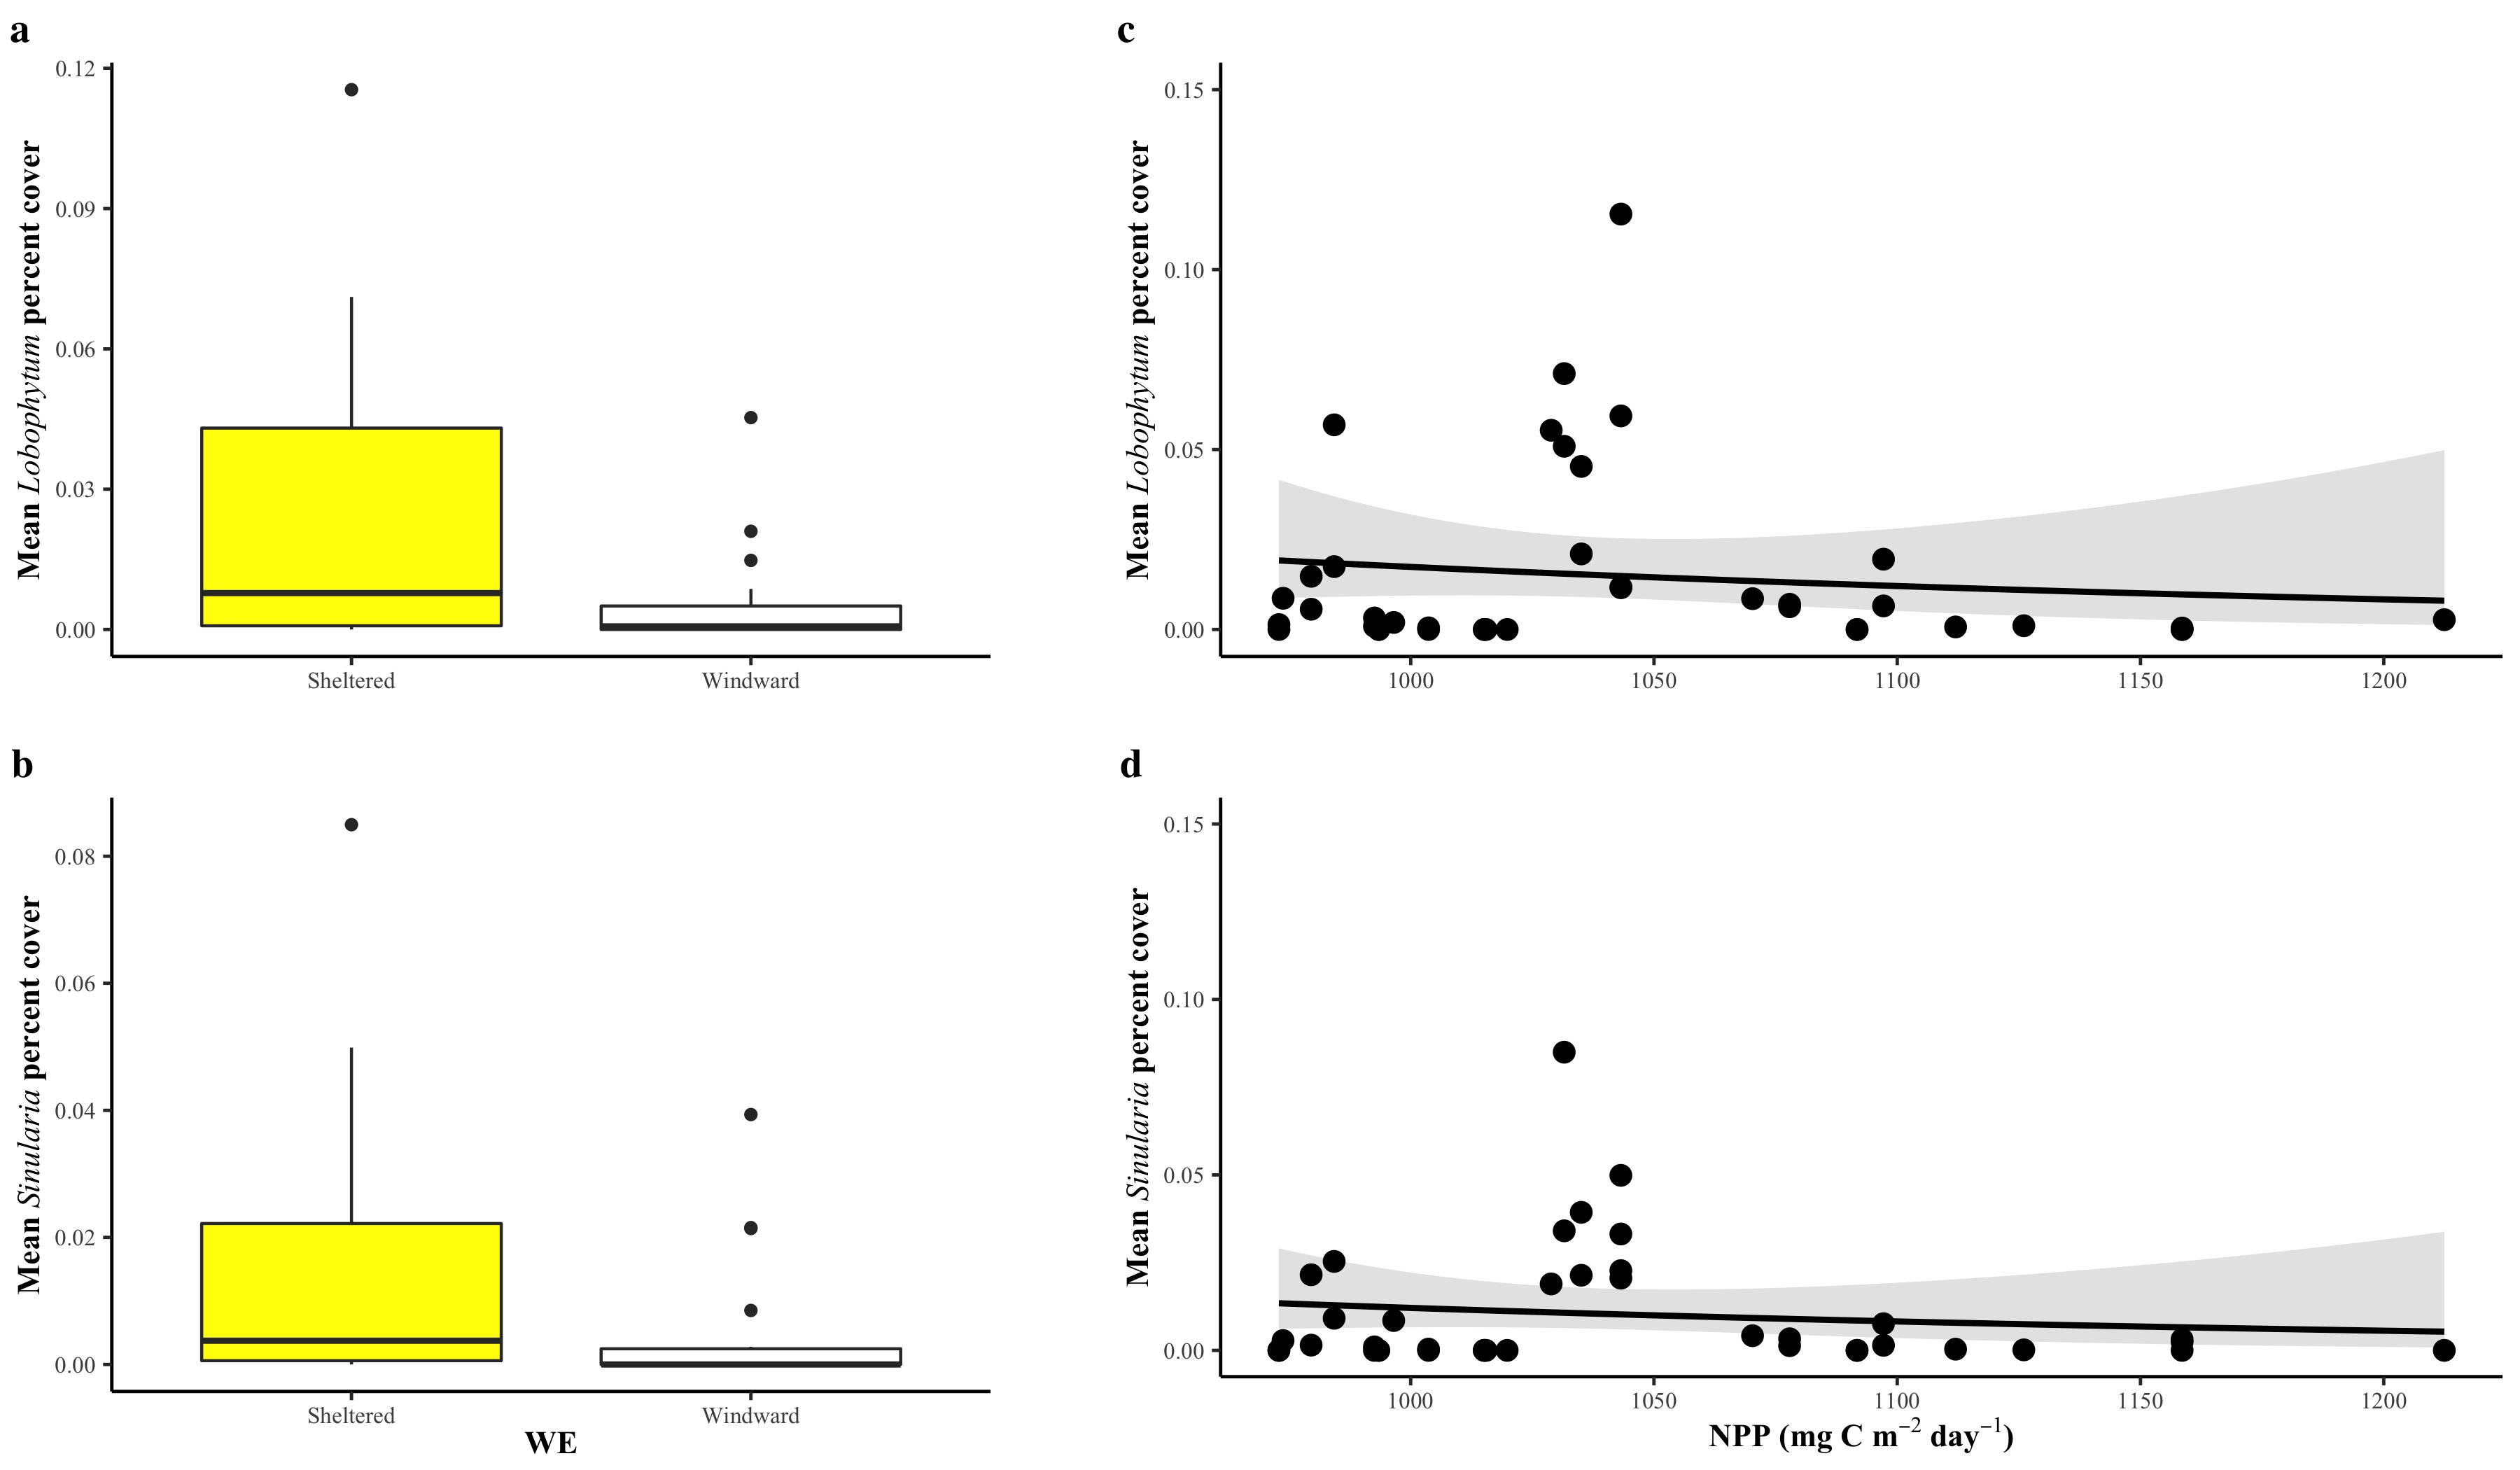 a
Mean Lobophytum percent cover
0.12
0.09
0.06
0.03
0.00
Sheltered
Windward
b
Mean Sinularia percent cover
0.08
0.06
0.04
0.02
0.00
Sheltered
Windward
WE
c
Mean Lobophytum percent cover
0.15
0.10
0.05
0.00
1000
1050
1100
1150
1200
d
Mean Sinularia percent cover
0.15
0.10
0.05
0.00
1000
1050
1100
1150
1200
NPP (mg C m⁻² day⁻¹)